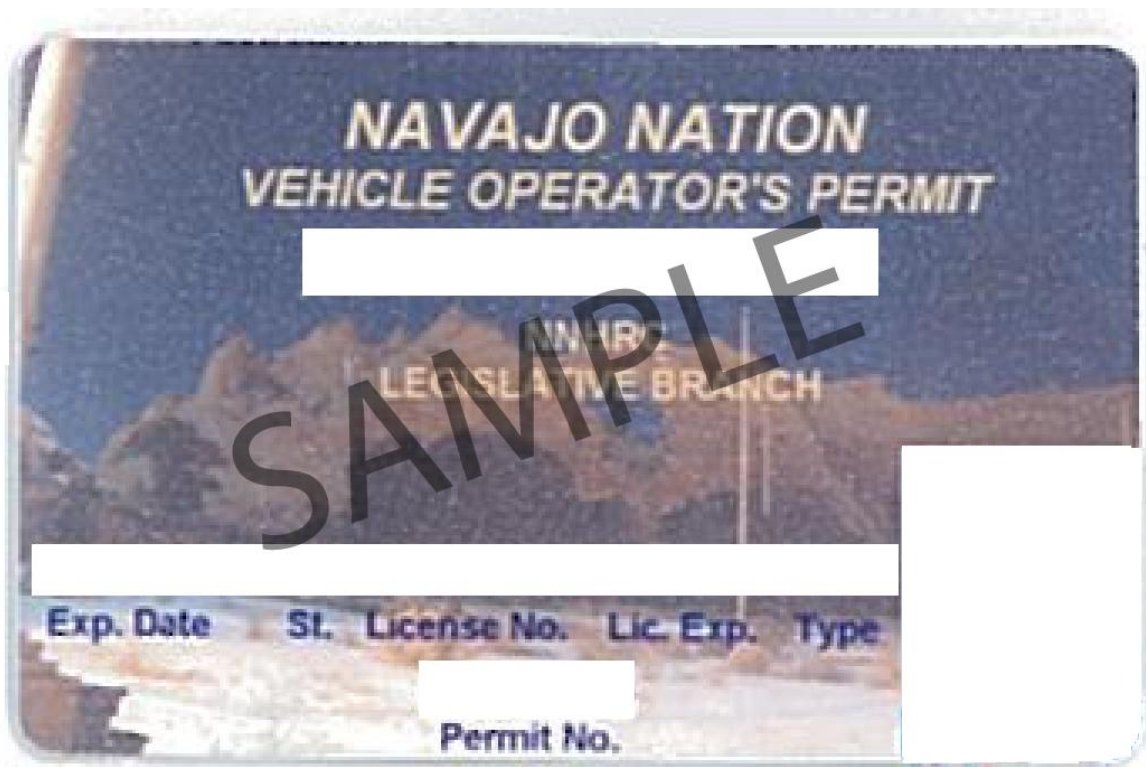 NAVAJO NATION
VEHICLE OPERATOR'S PERMIT
NNHRC
LEGISLATIVE BRANCH
SAMPLE
Exp. Date St. License No. Lic. Exp. Type
Permit No.